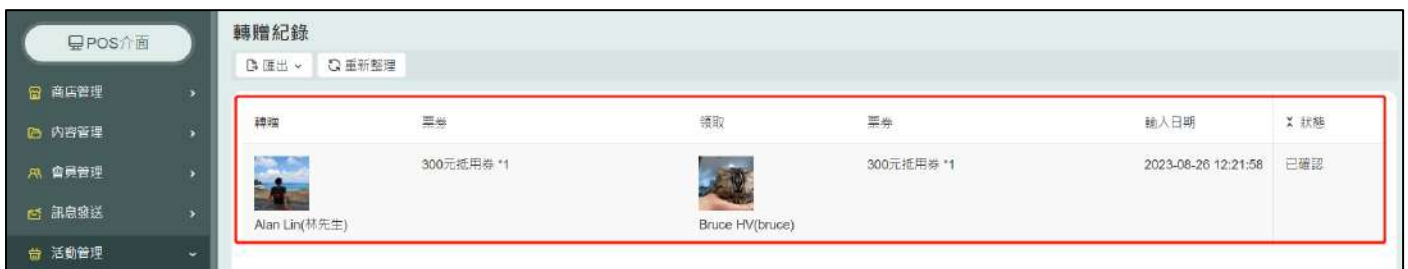 POS介面
商店管理
內容管理
會員管理
訊息發送
活動管理
轉贈紀錄
匯出 重新整理
轉贈 票券 領取 票券 輸入日期 狀態
300元抵用券 *1 300元抵用券 *1 2023-08-26 12:21:58 已確認
Alan Lin(林先生) Bruce HV(bruce)